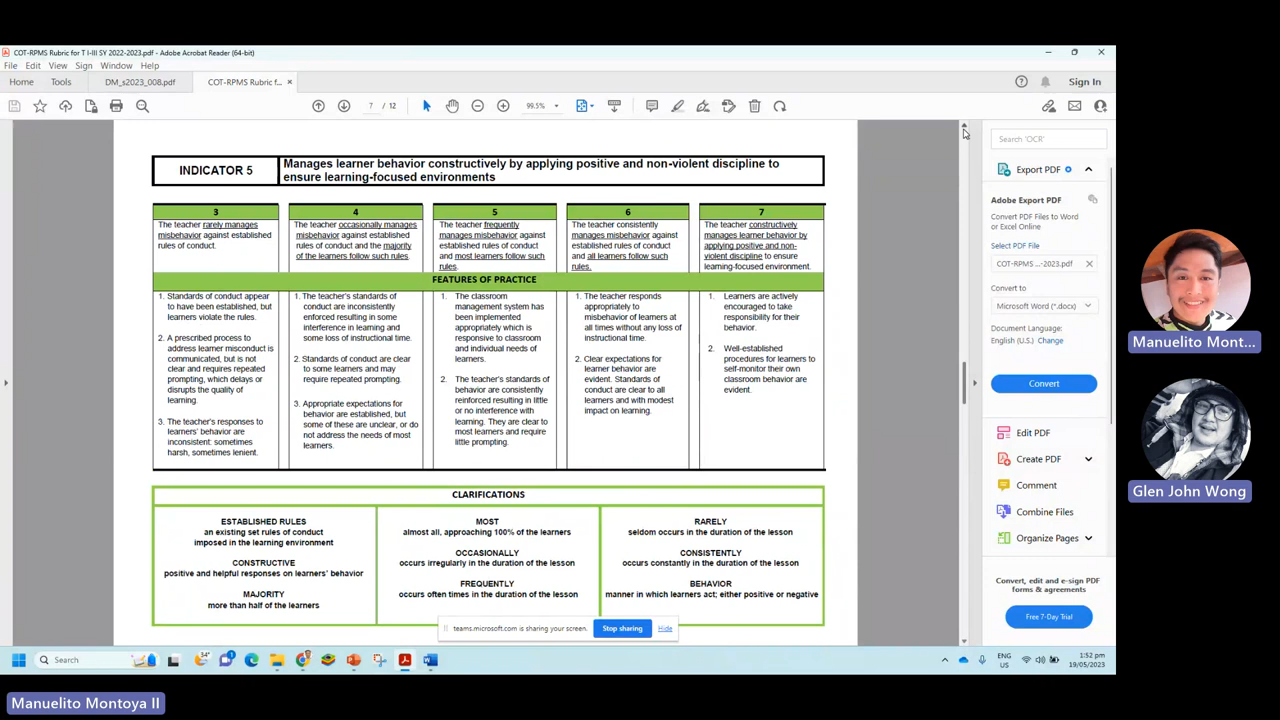 COT-RPMS Rubric for T I-III SY 2022-2023.pdf - Adobe Acrobat Reader (64-bit)
File Edit View Sign Window Help
Home Tools DM_s2023_008.pdf COT-RPMS Rubric f... × Sign In
7 / 12 99.5%
INDICATOR 5
Manages learner behavior constructively by applying positive and non-violent discipline to
ensure learning-focused environments
3
The teacher rarely manages
misbehavior against established
rules of conduct.
4
The teacher occasionally manages
misbehavior against established
rules of conduct and the majority
of the learners follow such rules.
5
The teacher frequently
manages misbehavior against
established rules of conduct
and most learners follow such
rules.
6
The teacher consistently
manages misbehavior against
established rules of conduct
and all learners follow such
rules.
7
The teacher constructively
manages learner behavior by
applying positive and non-
violent discipline to ensure
learning-focused environment.
FEATURES OF PRACTICE
1. Standards of conduct appear
to have been established, but
learners violate the rules.
2. A prescribed process to
address learner misconduct is
communicated, but is not
clear and requires repeated
prompting, which delays or
disrupts the quality of
learning.
3. The teacher's responses to
learners' behavior are
inconsistent: sometimes
harsh, sometimes lenient.
1. The teacher's standards of
conduct are inconsistently
enforced resulting in some
interference in learning and
some loss of instructional time.
2. Standards of conduct are clear
to some learners and may
require repeated prompting.
3. Appropriate expectations for
behavior are established, but
some of these are unclear, or do
not address the needs of most
learners.
1. The classroom
management system has
been implemented
appropriately which is
responsive to classroom
and individual needs of
learners.
2. The teacher's standards of
behavior are consistently
reinforced resulting in little
or no interference with
learning. They are clear to
most learners and require
little prompting.
1. The teacher responds
appropriately to
misbehavior of learners at
all times without any loss of
instructional time.
2. Clear expectations for
learner behavior are
evident. Standards of
conduct are clear to all
learners and with modest
impact on learning.
1. Learners are actively
encouraged to take
responsibility for their
behavior.
2. Well-established
procedures for learners to
self-monitor their own
classroom behavior are
evident.
CLARIFICATIONS
ESTABLISHED RULES
an existing set rules of conduct
imposed in the learning environment
CONSTRUCTIVE
positive and helpful responses on learners' behavior
MAJORITY
more than half of the learners
MOST
almost all, approaching 100% of the learners
OCCASIONALLY
occurs irregularly in the duration of the lesson
FREQUENTLY
occurs often times in the duration of the lesson
RARELY
seldom occurs in the duration of the lesson
CONSISTENTLY
occurs constantly in the duration of the lesson
BEHAVIOR
manner in which learners act; either positive or negative
teams.microsoft.com is sharing your screen. Stop sharing Hide
Search 'OCR'
Export PDF
Adobe Export PDF
Convert PDF Files to Word
or Excel Online
Select PDF File
COT-RPMS ...-2023.pdf
Convert to
Microsoft Word (*.docx)
Document Language:
English (U.S.) Change
Convert
Edit PDF
Create PDF
Comment
Combine Files
Organize Pages
Convert, edit and e-sign PDF
forms & agreements
Free 7-Day Trial
Search
34°
ENG
US
1:52 pm
19/05/2023
Manuelito Mont...
Glen John Wong
Manuelito Montoya II